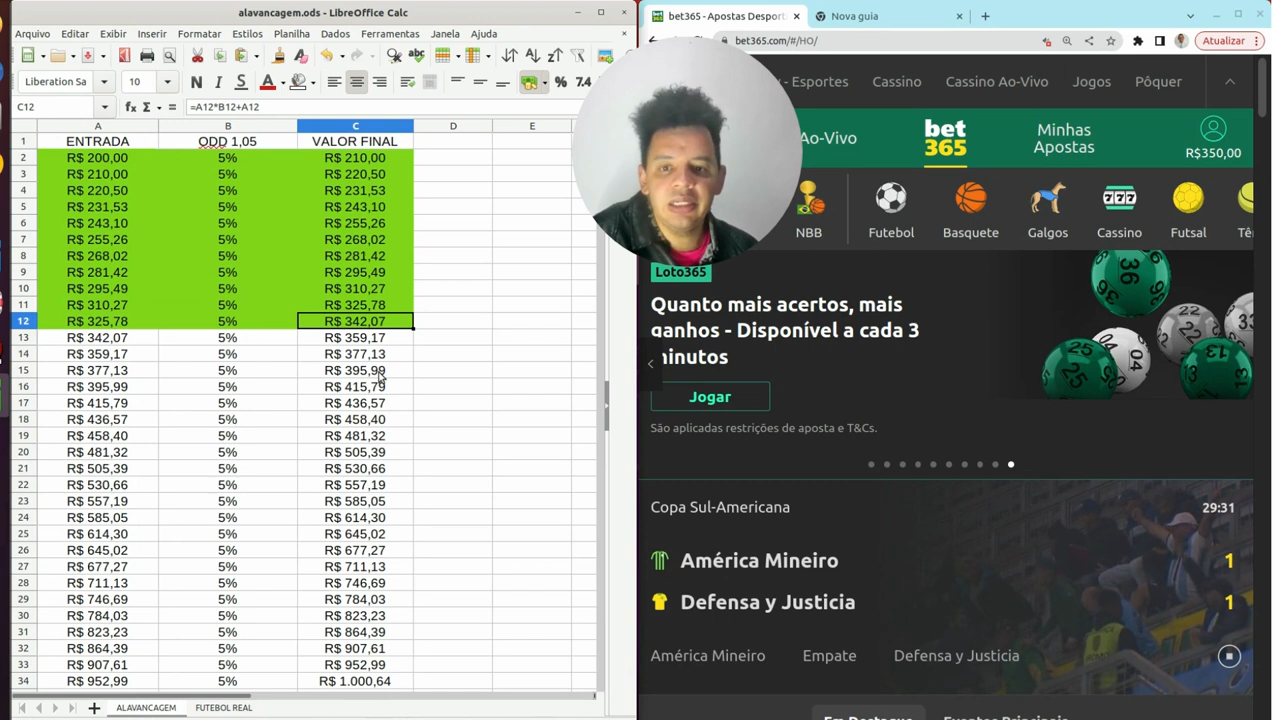 alavancagem.ods - LibreOffice Calc
Arquivo Editar Exibir Inserir Formatar Estilos Planilha Dados Ferramentas Janela Ajuda
Liberation Sa 10 N I S A % 7.4
C12 fx Σ = =A12*B12+A12
A B C D E
1 ENTRADA ODD 1,05 VALOR FINAL
2 R$ 200,00 5% R$ 210,00
3 R$ 210,00 5% R$ 220,50
4 R$ 220,50 5% R$ 231,53
5 R$ 231,53 5% R$ 243,10
6 R$ 243,10 5% R$ 255,26
7 R$ 255,26 5% R$ 268,02
8 R$ 268,02 5% R$ 281,42
9 R$ 281,42 5% R$ 295,49
10 R$ 295,49 5% R$ 310,27
11 R$ 310,27 5% R$ 325,78
12 R$ 325,78 5% R$ 342,07
13 R$ 342,07 5% R$ 359,17
14 R$ 359,17 5% R$ 377,13
15 R$ 377,13 5% R$ 395,99
16 R$ 395,99 5% R$ 415,79
17 R$ 415,79 5% R$ 436,57
18 R$ 436,57 5% R$ 458,40
19 R$ 458,40 5% R$ 481,32
20 R$ 481,32 5% R$ 505,39
21 R$ 505,39 5% R$ 530,66
22 R$ 530,66 5% R$ 557,19
23 R$ 557,19 5% R$ 585,05
24 R$ 585,05 5% R$ 614,30
25 R$ 614,30 5% R$ 645,02
26 R$ 645,02 5% R$ 677,27
27 R$ 677,27 5% R$ 711,13
28 R$ 711,13 5% R$ 746,69
29 R$ 746,69 5% R$ 784,03
30 R$ 784,03 5% R$ 823,23
31 R$ 823,23 5% R$ 864,39
32 R$ 864,39 5% R$ 907,61
33 R$ 907,61 5% R$ 952,99
34 R$ 952,99 5% R$ 1.000,64
ALAVANCAGEM FUTEBOL REAL
bet365 - Apostas Desport Nova guia
bet365.com/#/HO/ Atualizar
- Esportes Cassino Cassino Ao-Vivo Jogos Pôquer
Ao-Vivo bet365 Minhas Apostas R$350,00
NBB Futebol Basquete Galgos Cassino Futsal Tê
Loto365
Quanto mais acertos, mais
ganhos - Disponível a cada 3
minutos
Jogar
São aplicadas restrições de aposta e T&Cs.
Copa Sul-Americana 29:31
América Mineiro 1
Defensa y Justicia 1
América Mineiro Empate Defensa y Justicia
Em Destaque Eventos Principais